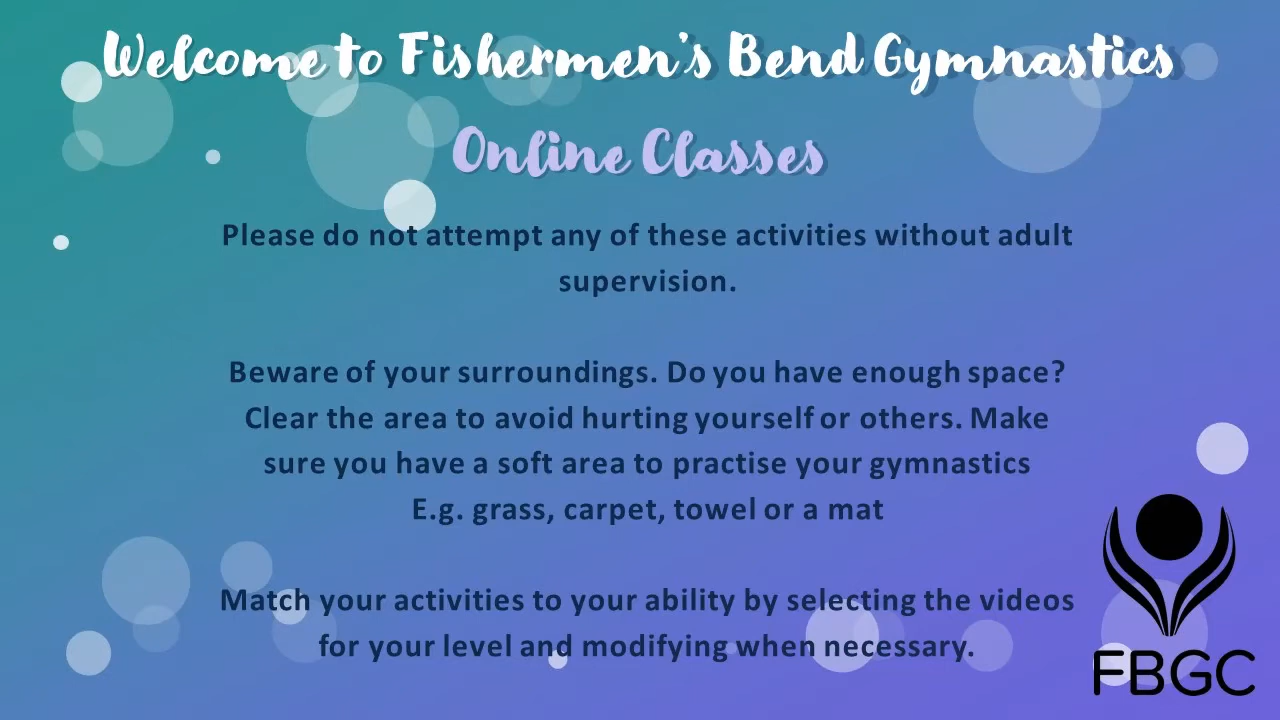 Welcome to Fishermen's Bend Gymnastics
Online Classes
Please do not attempt any of these activities without adult
supervision.
Beware of your surroundings. Do you have enough space?
Clear the area to avoid hurting yourself or others. Make
sure you have a soft area to practise your gymnastics
E.g. grass, carpet, towel or a mat
Match your activities to your ability by selecting the videos
for your level and modifying when necessary.
FBGC